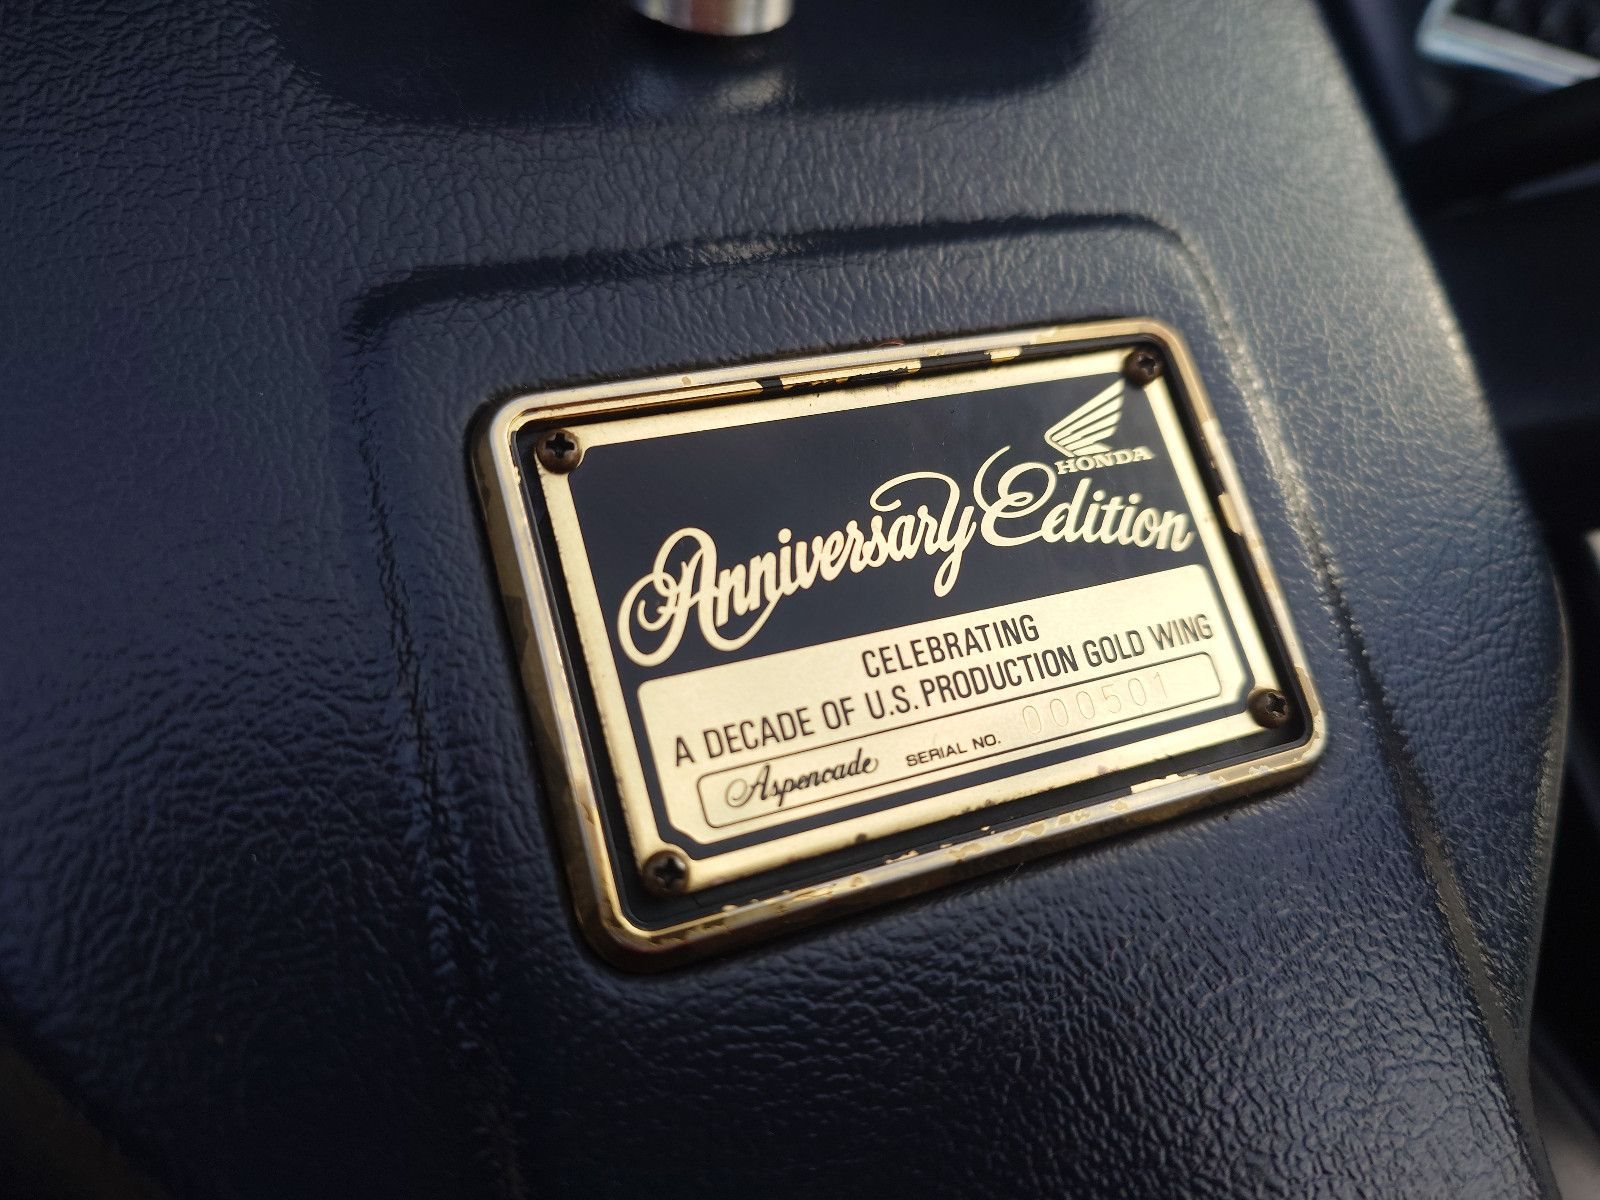 HONDA
Anniversary Edition
CELEBRATING
A DECADE OF U.S. PRODUCTION GOLD WING
Aspencade SERIAL NO. 000501